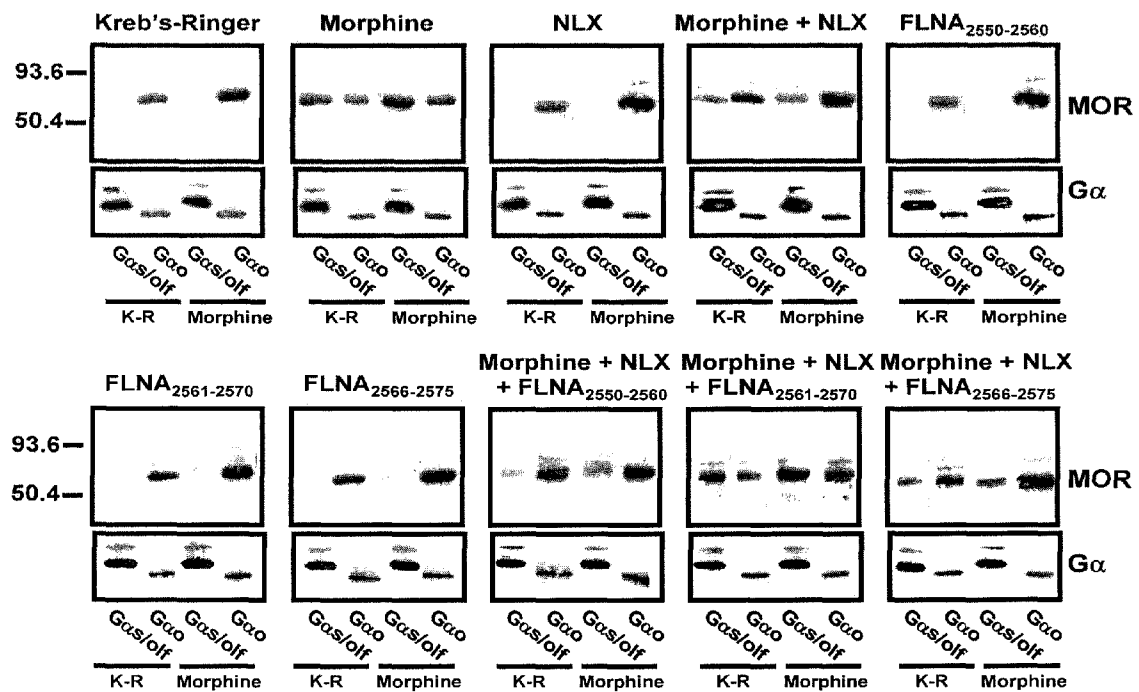 Kreb's-Ringer Morphine NLX Morphine + NLX FLNA2550-2560
93.6
50.4
MOR
Gα
Gαs/olf Gαo Gαs/olf Gαo Gαs/olf Gαo Gαs/olf Gαo Gαs/olf Gαo Gαs/olf Gαo Gαs/olf Gαo Gαs/olf Gαo Gαs/olf Gαo Gαs/olf Gαo
K-R Morphine K-R Morphine K-R Morphine K-R Morphine K-R Morphine
FLNA2561-2570 FLNA2566-2575 Morphine + NLX Morphine + NLX Morphine + NLX
+ FLNA2550-2560 + FLNA2561-2570 + FLNA2566-2575
93.6
50.4
MOR
Gα
Gαs/olf Gαo Gαs/olf Gαo Gαs/olf Gαo Gαs/olf Gαo Gαs/olf Gαo Gαs/olf Gαo Gαs/olf Gαo Gαs/olf Gαo Gαs/olf Gαo Gαs/olf Gαo
K-R Morphine K-R Morphine K-R Morphine K-R Morphine K-R Morphine